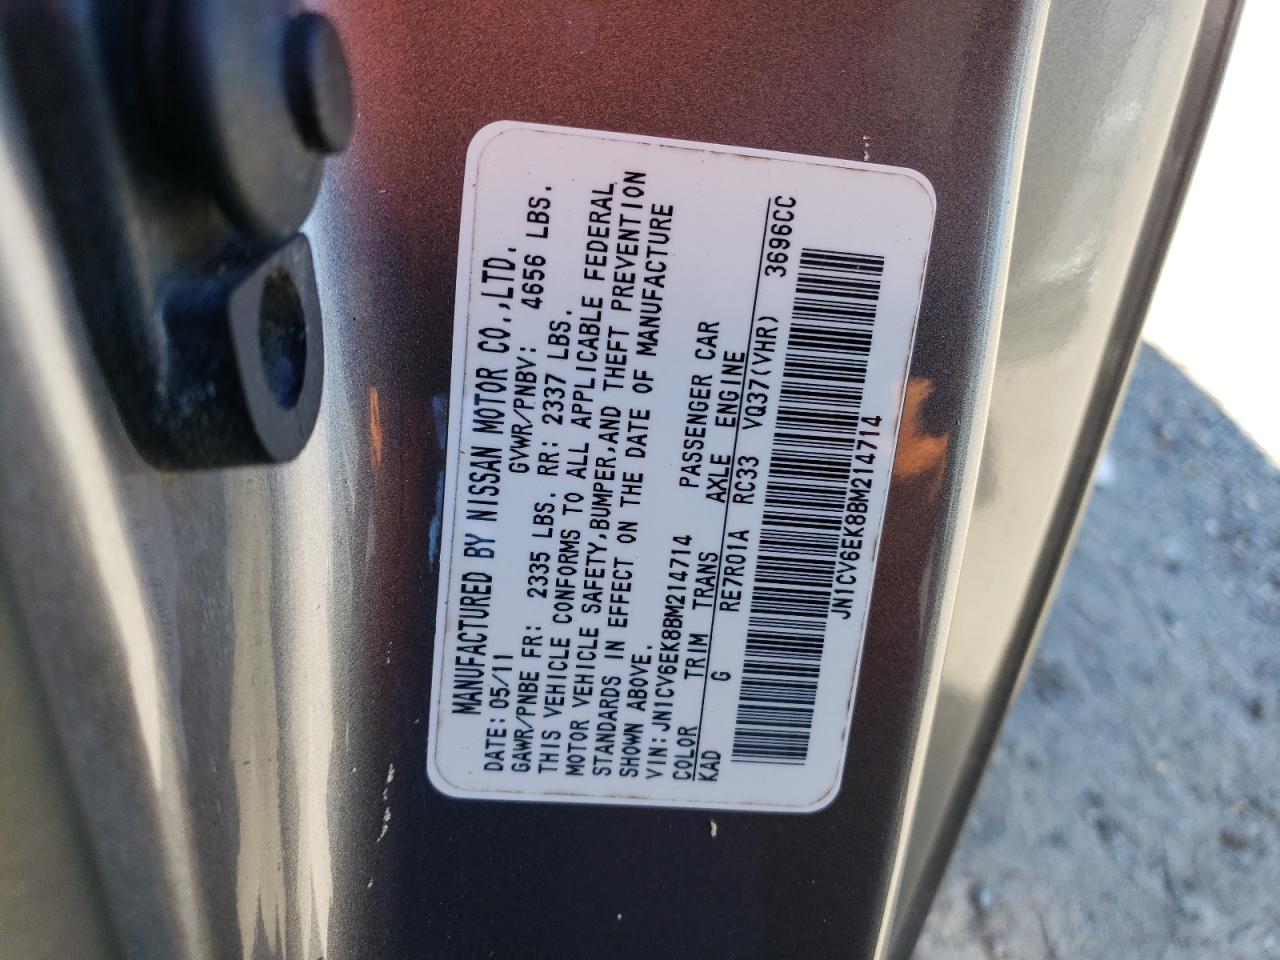 MANUFACTURED BY NISSAN MOTOR CO.,LTD.
DATE:05/11 GVWR/PNBV: 4656 LBS.
GAWR/PNBE FR: 2335 LBS. RR: 2337 LBS.
THIS VEHICLE CONFORMS TO ALL APPLICABLE FEDERAL
MOTOR VEHICLE SAFETY,BUMPER,AND THEFT PREVENTION
STANDARDS IN EFFECT ON THE DATE OF MANUFACTURE
SHOWN ABOVE.
VIN:JN1CV6EK8BM214714 PASSENGER CAR
COLOR TRIM TRANS AXLE ENGINE
KAD G RE7R01A RC33 VQ37(VHR) 3696CC
JN1CV6EK8BM214714